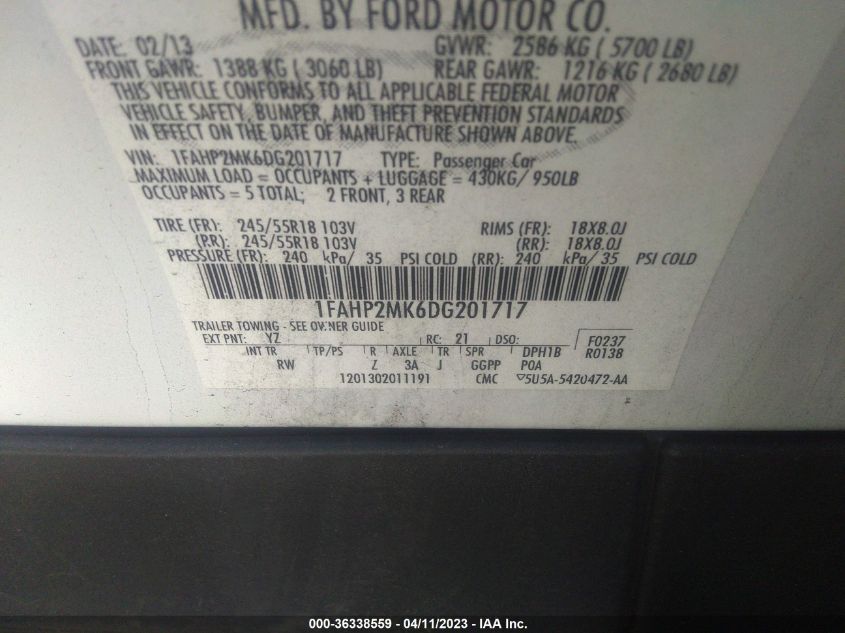 MFD. BY FORD MOTOR CO.
DATE: 02/13 GVWR: 2586 KG ( 5700 LB)
FRONT GAWR: 1388 KG ( 3060 LB) REAR GAWR: 1216 KG ( 2680 LB)
THIS VEHICLE CONFORMS TO ALL APPLICABLE FEDERAL MOTOR
VEHICLE SAFETY, BUMPER, AND THEFT PREVENTION STANDARDS
IN EFFECT ON THE DATE OF MANUFACTURE SHOWN ABOVE.
VIN: 1FAHP2MK6DG201717 TYPE: Passenger Car
MAXIMUM LOAD = OCCUPANTS + LUGGAGE = 430KG/ 950LB
OCCUPANTS = 5 TOTAL; 2 FRONT, 3 REAR
TIRE (FR): 245/55R18 103V RIMS (FR): 18X8.0J
(RR): 245/55R18 103V (RR): 18X8.0J
PRESSURE (FR): 240 kPa/ 35 PSI COLD (RR): 240 kPa/ 35 PSI COLD
1FAHP2MK6DG201717
TRAILER TOWING - SEE OWNER GUIDE
EXT PNT: YZ RC: 21 DSO: F0237
INT TR TP/PS R AXLE TR SPR DPH1B R0138
RW Z 3A J GGPP POA
1201302011191 CMC ▽5U5A-5420472-AA
000-36338559 - 04/11/2023 - IAA Inc.